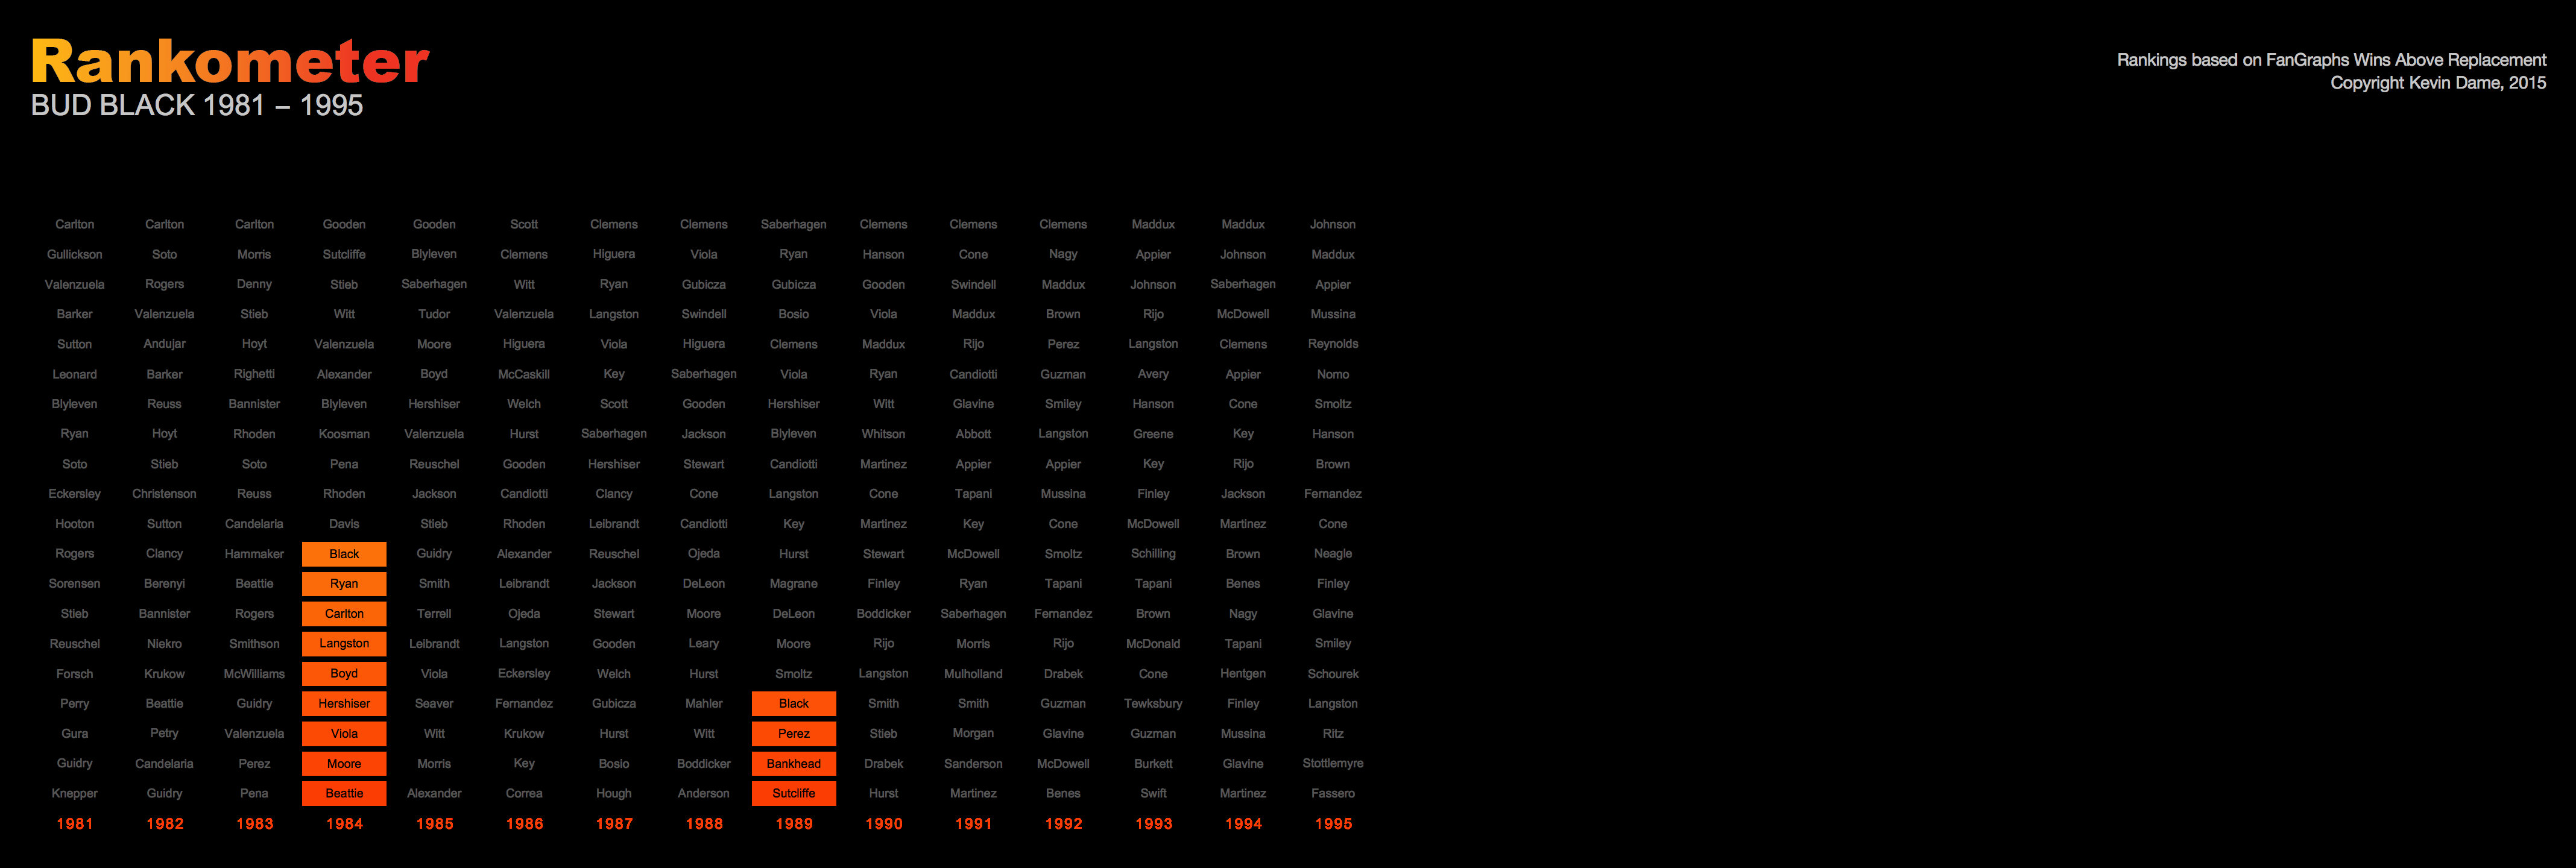 Rankometer
BUD BLACK 1981 – 1995
Rankings based on FanGraphs Wins Above Replacement
Copyright Kevin Dame, 2015
Carlton Carlton Carlton Gooden Gooden Scott Clemens Clemens Saberhagen Clemens Clemens Clemens Maddux Maddux Johnson
Gullickson Soto Morris Sutcliffe Blyleven Clemens Higuera Viola Ryan Hanson Cone Nagy Appier Johnson Maddux
Valenzuela Rogers Denny Stieb Saberhagen Witt Ryan Gubicza Gubicza Gooden Swindell Maddux Johnson Saberhagen Appier
Barker Valenzuela Stieb Witt Tudor Valenzuela Langston Swindell Bosio Viola Maddux Brown Rijo McDowell Mussina
Sutton Andujar Hoyt Valenzuela Moore Higuera Viola Higuera Clemens Maddux Rijo Perez Langston Clemens Reynolds
Leonard Barker Righetti Alexander Boyd McCaskill Key Saberhagen Viola Ryan Candiotti Guzman Avery Appier Nomo
Blyleven Reuss Bannister Blyleven Hershiser Welch Scott Gooden Hershiser Witt Glavine Smiley Hanson Cone Smoltz
Ryan Hoyt Rhoden Koosman Valenzuela Hurst Saberhagen Jackson Blyleven Whitson Abbott Langston Greene Key Hanson
Soto Stieb Soto Pena Reuschel Gooden Hershiser Stewart Candiotti Martinez Appier Appier Key Rijo Brown
Eckersley Christenson Reuss Rhoden Jackson Candiotti Clancy Cone Langston Cone Tapani Mussina Finley Jackson Fernandez
Hooton Sutton Candelaria Davis Stieb Rhoden Leibrandt Candiotti Key Martinez Key Cone McDowell Martinez Cone
Rogers Clancy Hammaker Black Guidry Alexander Reuschel Ojeda Hurst Stewart McDowell Smoltz Schilling Brown Neagle
Sorensen Berenyi Beattie Ryan Smith Leibrandt Jackson DeLeon Magrane Finley Ryan Tapani Tapani Benes Finley
Stieb Bannister Rogers Carlton Terrell Ojeda Stewart Moore DeLeon Boddicker Saberhagen Fernandez Brown Nagy Glavine
Reuschel Niekro Smithson Langston Leibrandt Langston Gooden Leary Moore Rijo Morris Rijo McDonald Tapani Smiley
Forsch Krukow McWilliams Boyd Viola Eckersley Welch Hurst Smoltz Langston Mulholland Drabek Cone Hentgen Schourek
Perry Beattie Guidry Hershiser Seaver Fernandez Gubicza Mahler Black Smith Smith Guzman Tewksbury Finley Langston
Gura Petry Valenzuela Viola Witt Krukow Hurst Witt Perez Stieb Morgan Glavine Guzman Mussina Ritz
Guidry Candelaria Perez Moore Morris Key Bosio Boddicker Bankhead Drabek Sanderson McDowell Burkett Glavine Stottlemyre
Knepper Guidry Pena Beattie Alexander Correa Hough Anderson Sutcliffe Hurst Martinez Benes Swift Martinez Fassero
1981 1982 1983 1984 1985 1986 1987 1988 1989 1990 1991 1992 1993 1994 1995